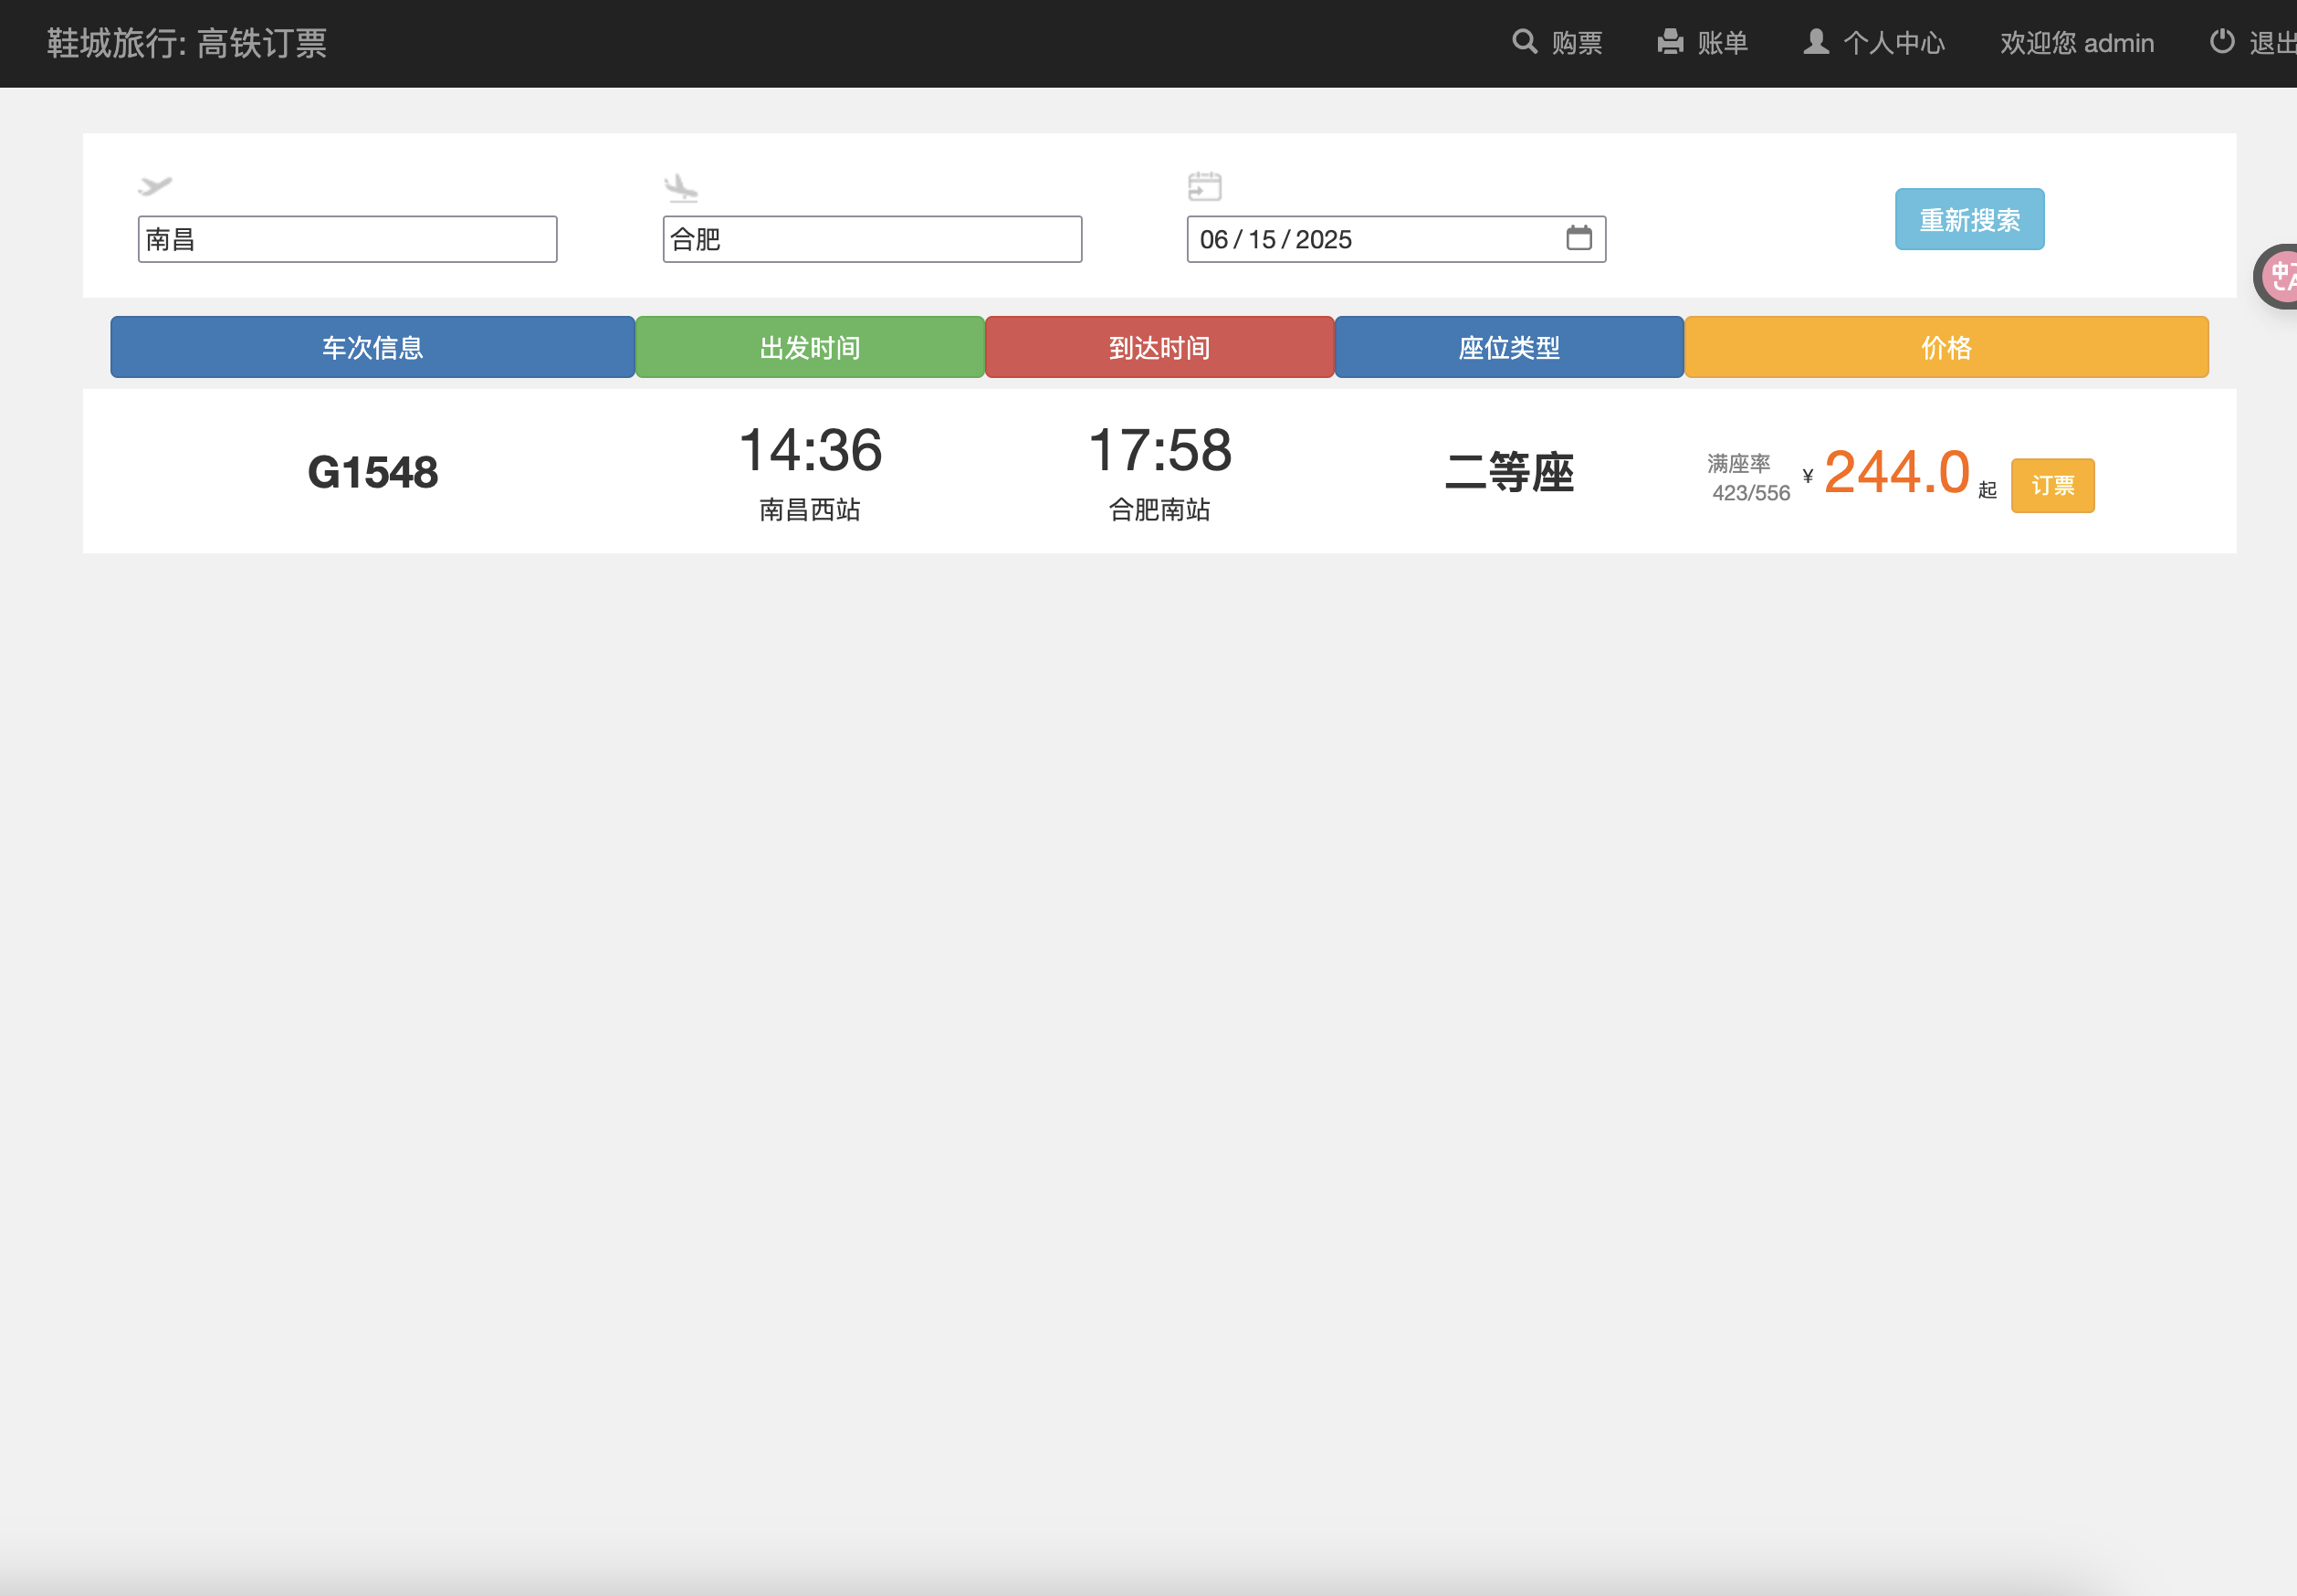 鞋城旅行: 高铁订票
购票 账单 个人中心 欢迎您 admin 退出
南昌 合肥 06/15/2025 重新搜索
车次信息 出发时间 到达时间 座位类型 价格
G1548 14:36 17:58 二等座 满座率 ¥ 244.0 起 订票
423/556
南昌西站 合肥南站